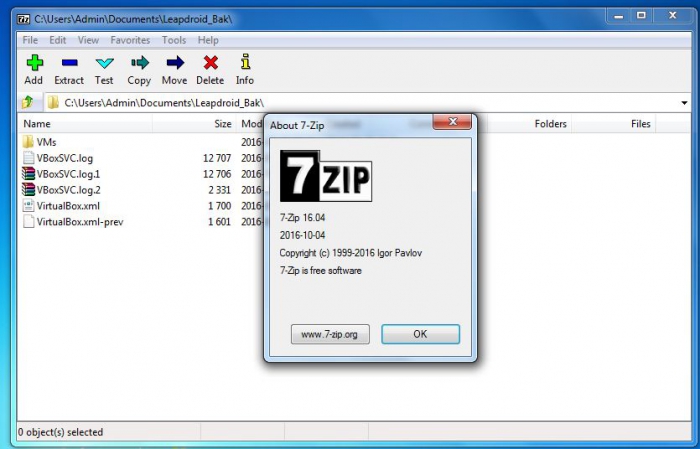 C:\Users\Admin\Documents\Leapdroid_Bak\
File Edit View Favorites Tools Help
Add Extract Test Copy Move Delete Info
C:\Users\Admin\Documents\Leapdroid_Bak\
Name Size Folders Files
VMs 2016-
VBoxSVC.log 12 707 2016-
VBoxSVC.log.1 12 706 2016-
VBoxSVC.log.2 2 331 2016-
VirtualBox.xml 1 700 2016-
VirtualBox.xml-prev 1 601 2016-
About 7-Zip
7ZIP
7-Zip 16.04
2016-10-04
Copyright (c) 1999-2016 Igor Pavlov
7-Zip is free software
www.7-zip.org OK
0 object(s) selected